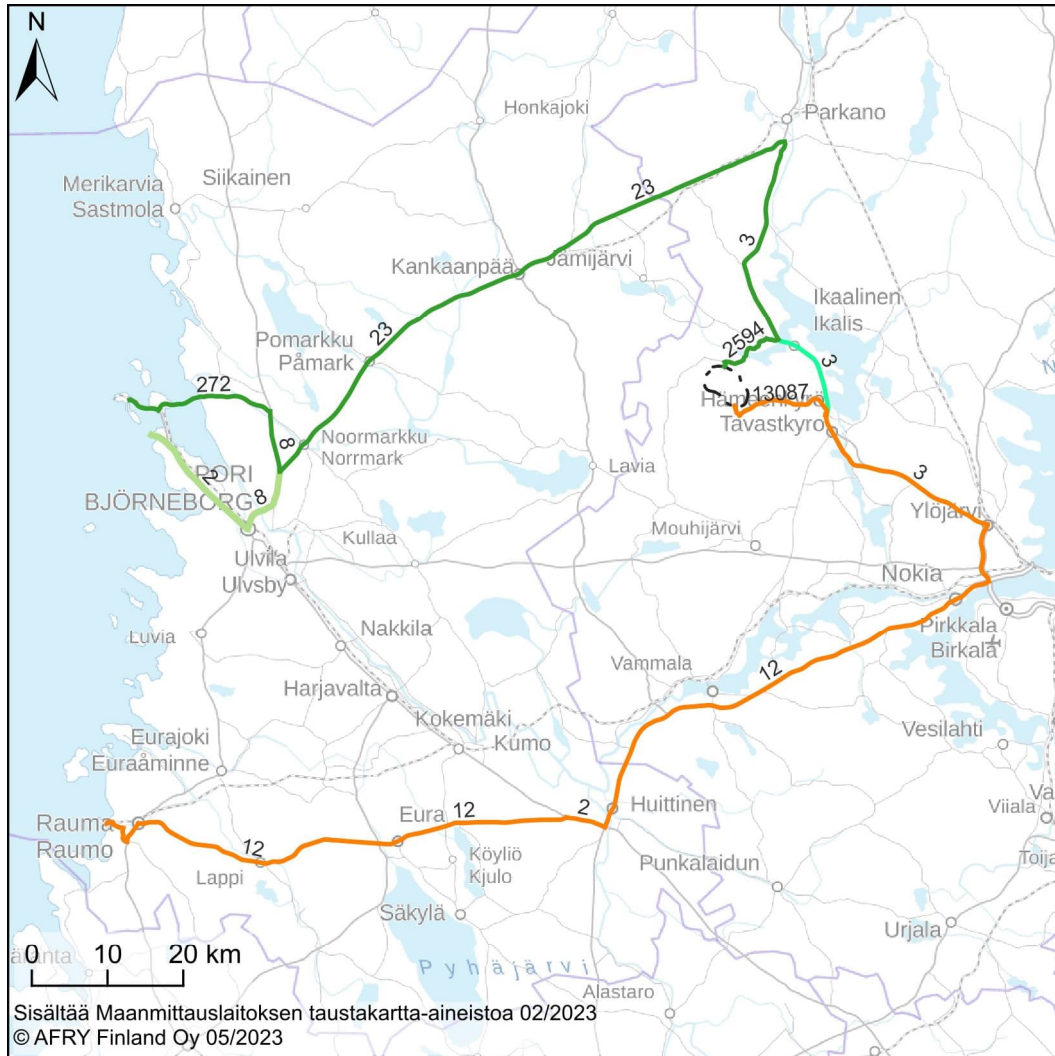 N
Honkajoki
Parkano
Merikarvia
Sastmola
Siikainen
23
3
Kankaanpää
Jämijärvi
Ikaalinen
Ikalis
Pomarkku
Påmark
23
2594
3
272
13087
Hämeenkyrö
Tavastkyro
8
Noormarkku
Norrmark
Lavia
3
PORI
BJÖRNEBORG
2
8
Ylöjärvi
Kullaa
Mouhijärvi
Ulvila
Ulvsby
Nokia
Pirkkala
Birkala
Luvia
Nakkila
Vammala
12
Harjavalta
Kokemäki
Kumo
Vesilahti
Eurajoki
Euraåminne
Va
Viiala
Rauma
Raumo
Eura
12
2
Huittinen
12
Lappi
Köyliö
Kjulo
Punkalaidun
Toija
Säkylä
Urjala
0 10 20 km
Pyhäjärvi
Alastaro
Sisältää Maanmittauslaitoksen taustakartta-aineistoa 02/2023
© AFRY Finland Oy 05/2023